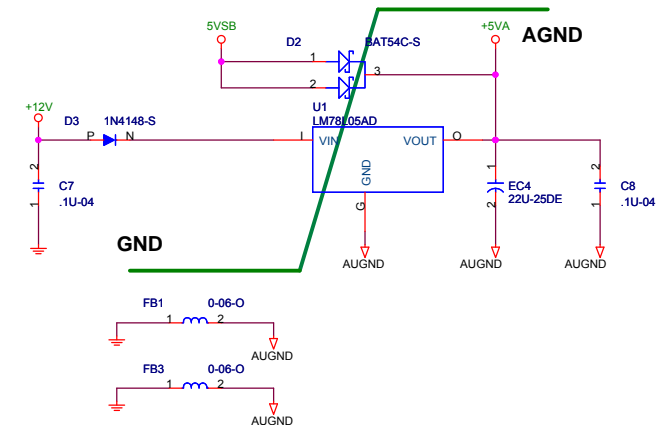 5VSB
D2
BAT54C-S
+5VA
AGND
1
2
3
U1
LM78L05AD
+12V
D3
1N4148-S
P
N
I
VIN
VOUT
O
GND
G
2
1
C7
.1U-04
1
2
EC4
22U-25DE
2
1
C8
.1U-04
GND
AUGND
AUGND
AUGND
FB1
0-06-O
1
2
AUGND
FB3
0-06-O
1
2
AUGND